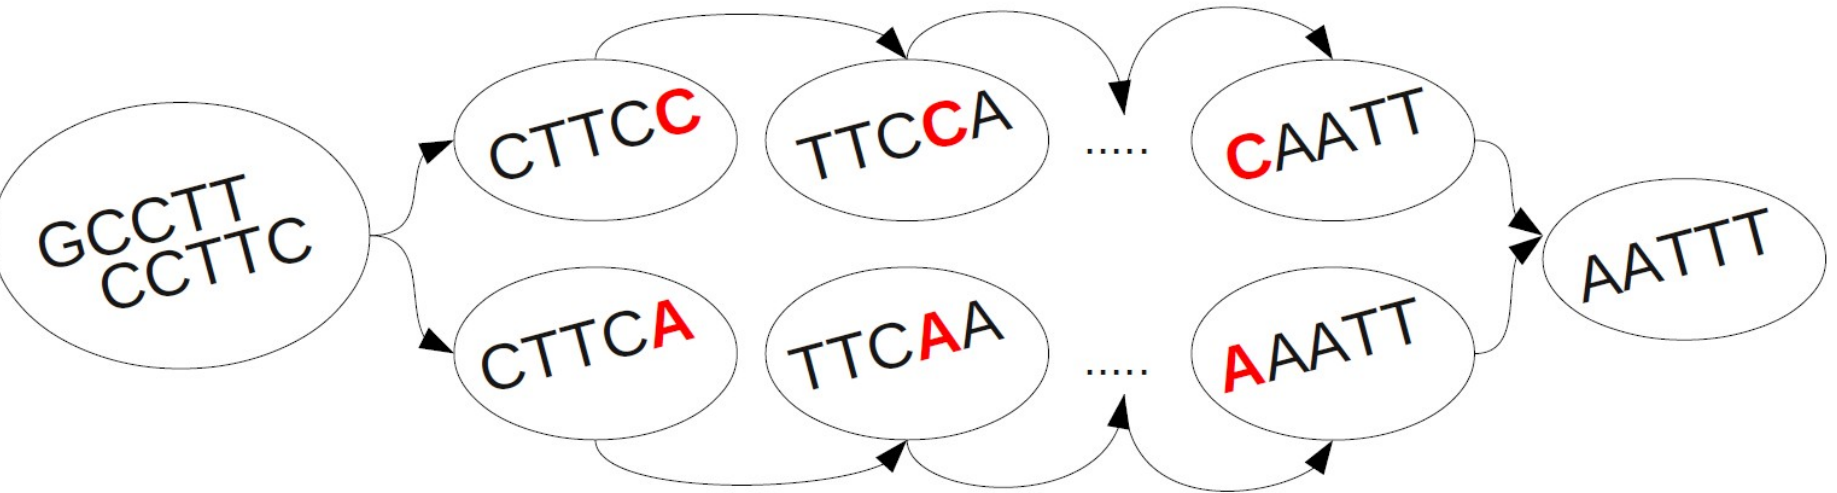 GCCTT
CCTTC
CTTCC
TTCCA
.....
CAATT
CTTCA
TTCAA
.....
AAATT
AATTT